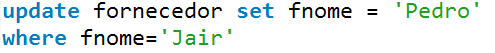 update fornecedor set fnome = 'Pedro'
where fnome='Jair'